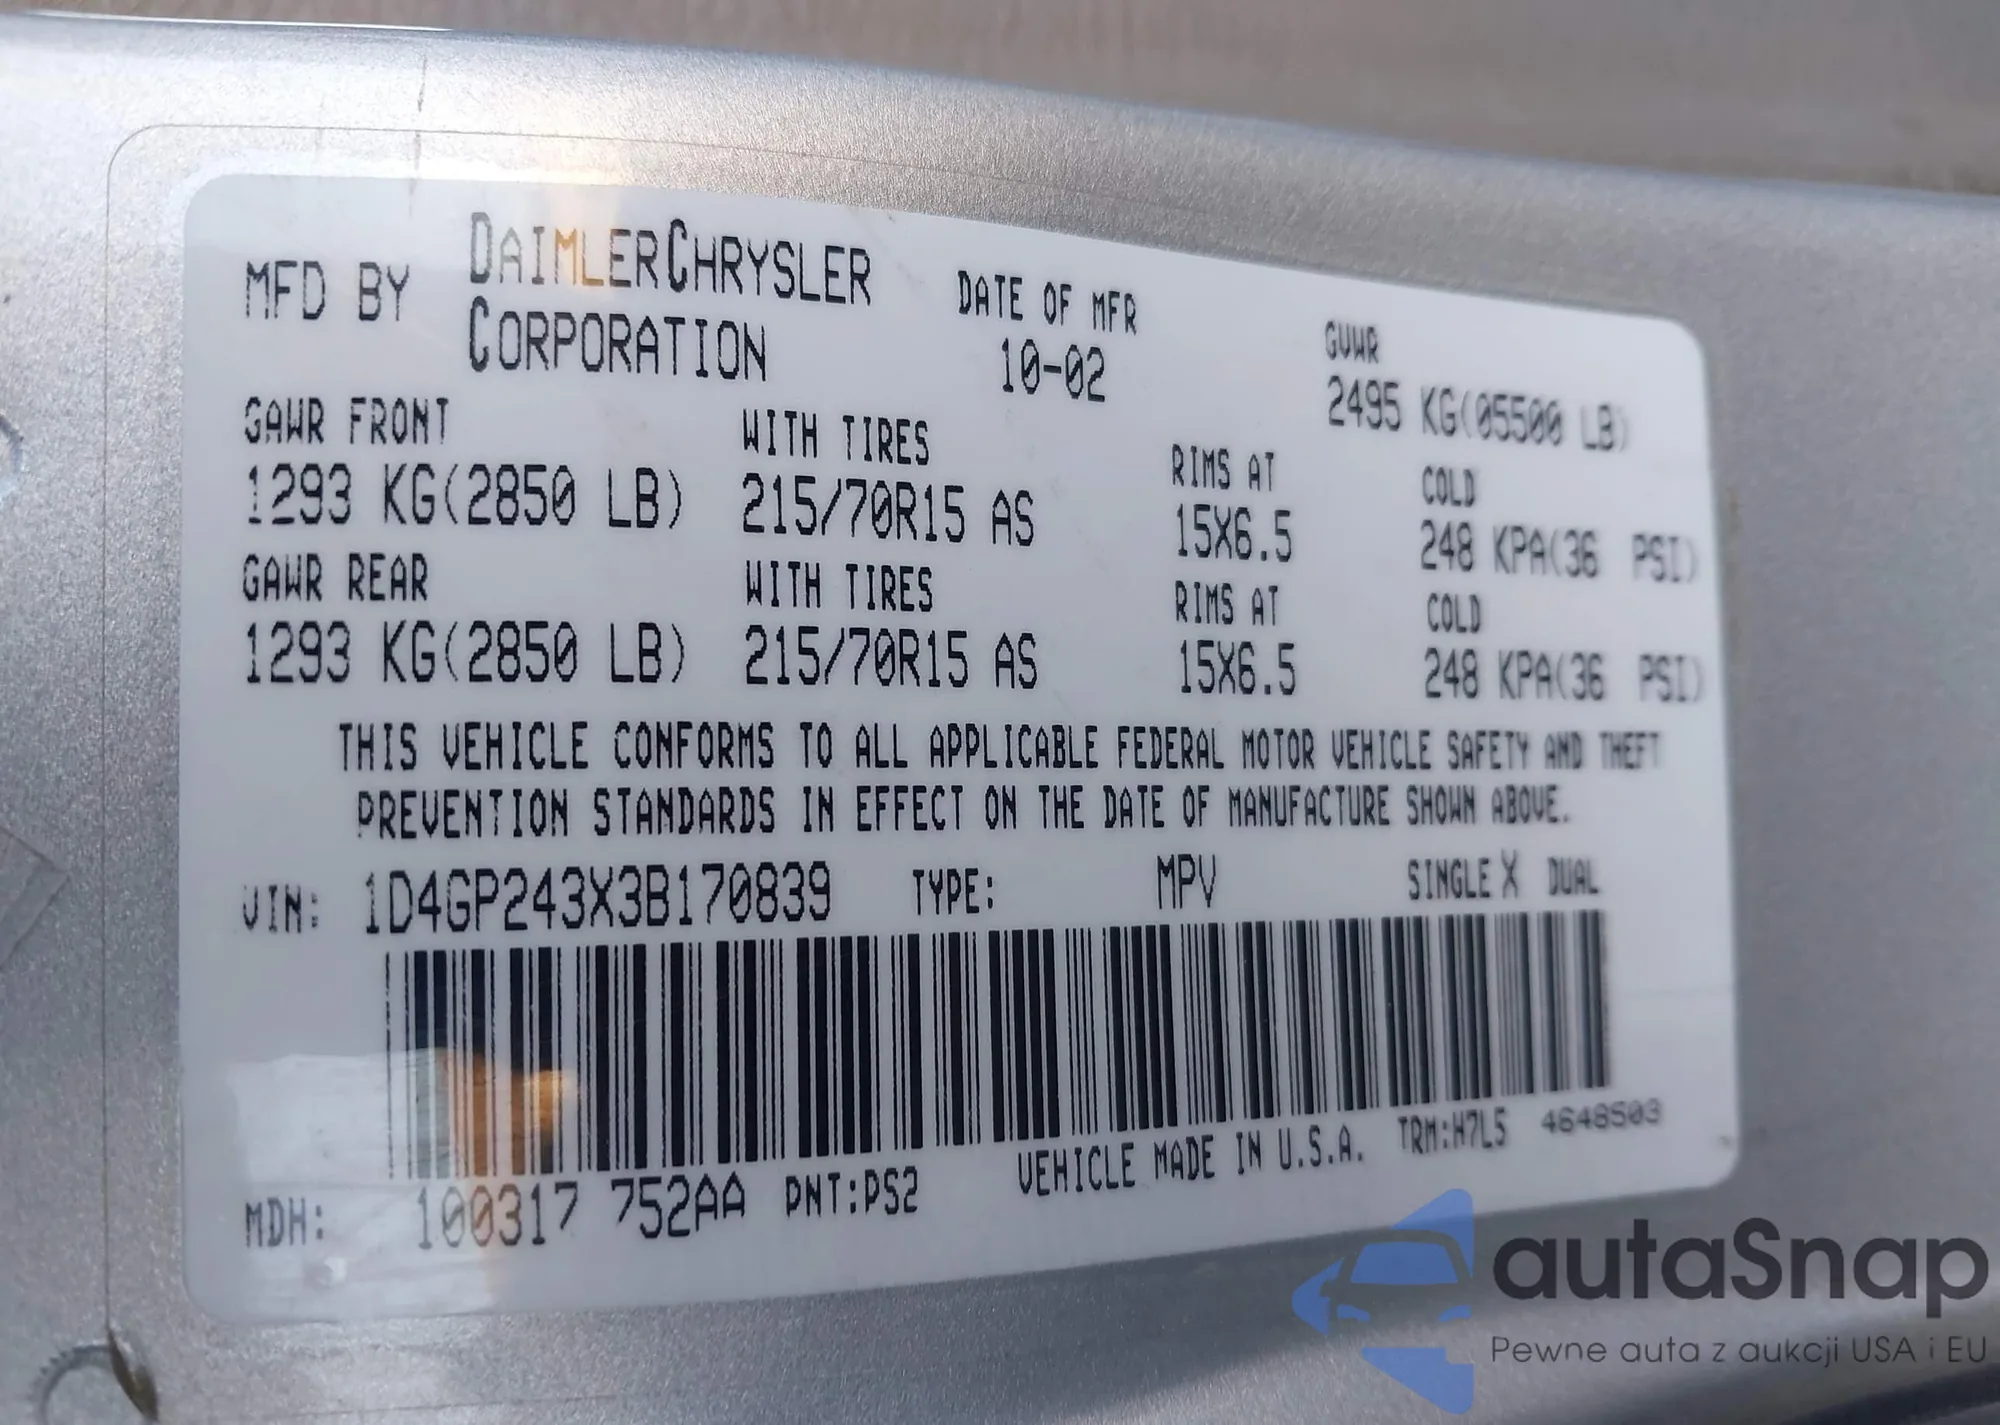 MFD BY DAIMLERCHRYSLER CORPORATION
DATE OF MFR 10-02
GVWR 2495 KG(05500 LB)
GAWR FRONT WITH TIRES RIMS AT COLD
1293 KG(2850 LB) 215/70R15 AS 15X6.5 248 KPA(36 PSI)
GAWR REAR WITH TIRES RIMS AT COLD
1293 KG(2850 LB) 215/70R15 AS 15X6.5 248 KPA(36 PSI)
THIS VEHICLE CONFORMS TO ALL APPLICABLE FEDERAL MOTOR VEHICLE SAFETY AND THEFT
PREVENTION STANDARDS IN EFFECT ON THE DATE OF MANUFACTURE SHOWN ABOVE.
VIN: 1D4GP243X3B170839 TYPE: MPV SINGLE X DUAL
MDH: 100317 752AA PNT:PS2 VEHICLE MADE IN U.S.A. TRM:H7L5 4648503
autaSnap
Pewne auta z aukcji USA i EU